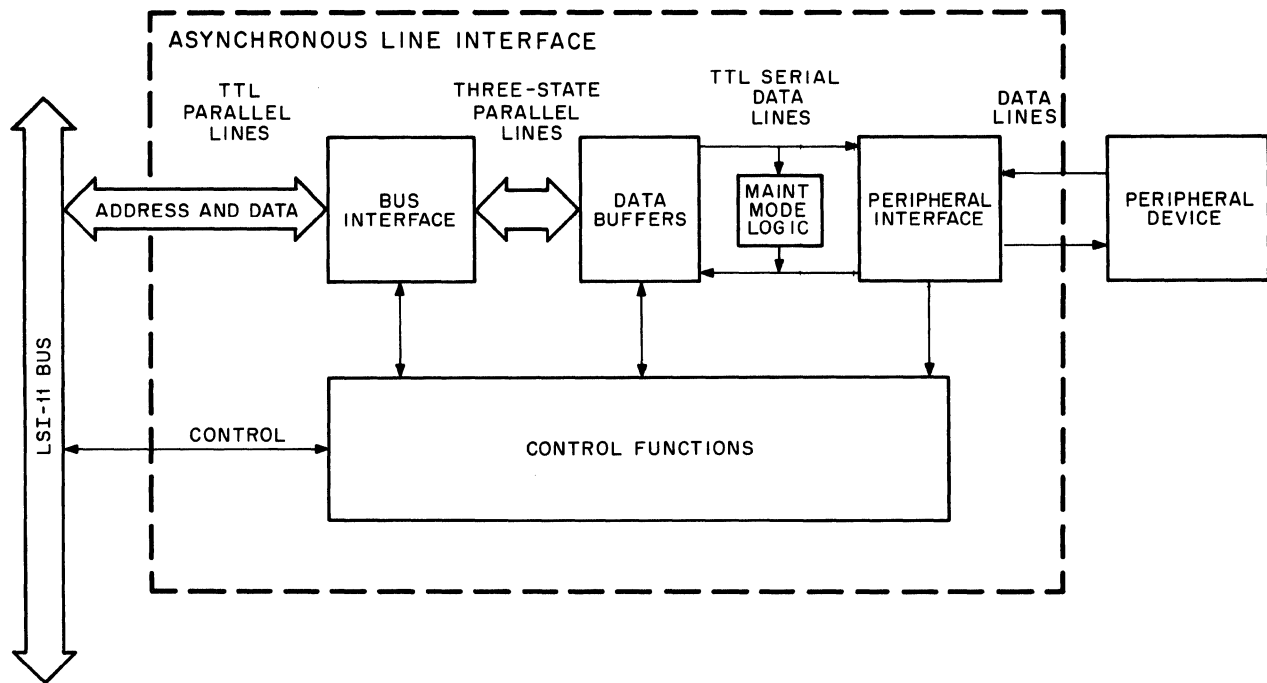 ASYNCHRONOUS LINE INTERFACE
TTL
PARALLEL
LINES
THREE-STATE
PARALLEL
LINES
TTL SERIAL
DATA
LINES
DATA
LINES
ADDRESS AND DATA
BUS
INTERFACE
DATA
BUFFERS
MAINT
MODE
LOGIC
PERIPHERAL
INTERFACE
PERIPHERAL
DEVICE
LSI-11 BUS
CONTROL
CONTROL FUNCTIONS